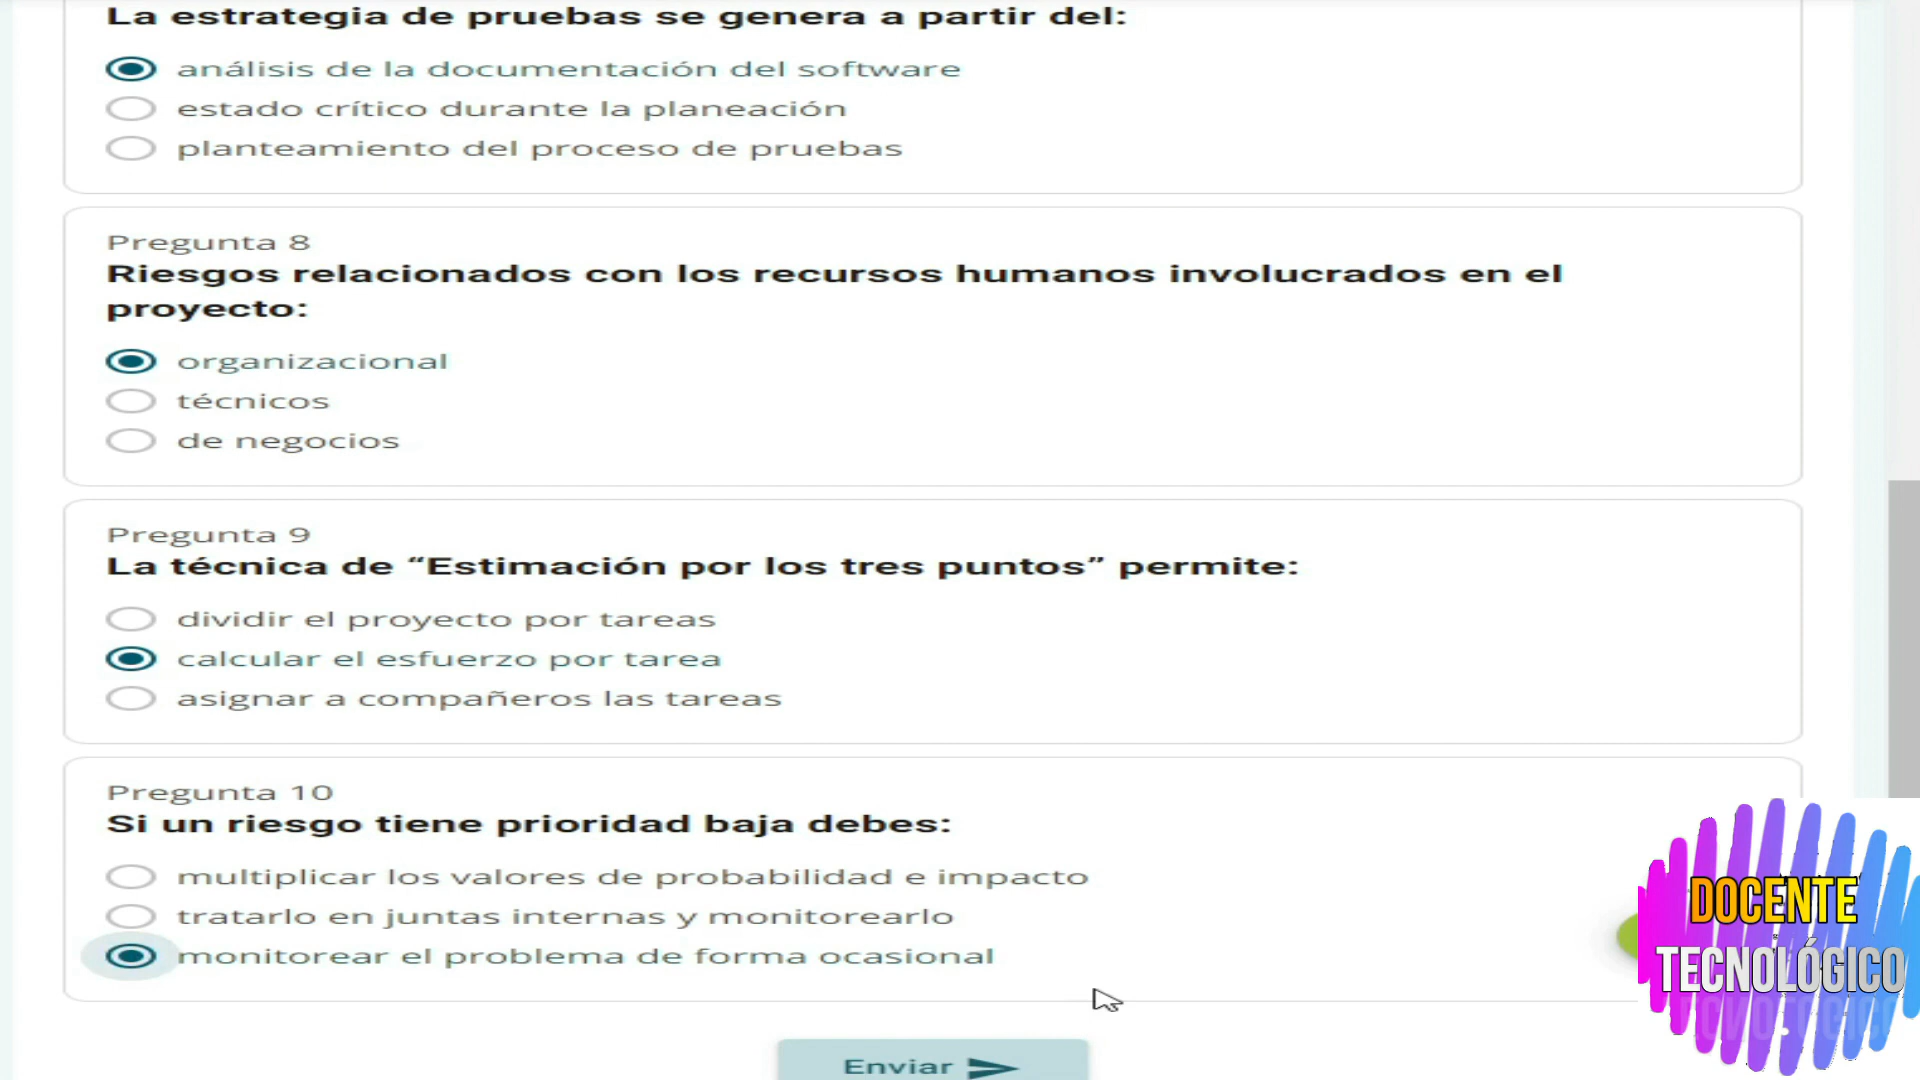 La estrategia de pruebas se genera a partir del:
análisis de la documentación del software
estado crítico durante la planeación
planteamiento del proceso de pruebas
Pregunta 8
Riesgos relacionados con los recursos humanos involucrados en el
proyecto:
organizacional
técnicos
de negocios
Pregunta 9
La técnica de “Estimación por los tres puntos” permite:
dividir el proyecto por tareas
calcular el esfuerzo por tarea
asignar a compañeros las tareas
Pregunta 10
Si un riesgo tiene prioridad baja debes:
multiplicar los valores de probabilidad e impacto
tratarlo en juntas internas y monitorearlo
monitorear el problema de forma ocasional
Enviar
DOCENTE
TECNOLÓGICO